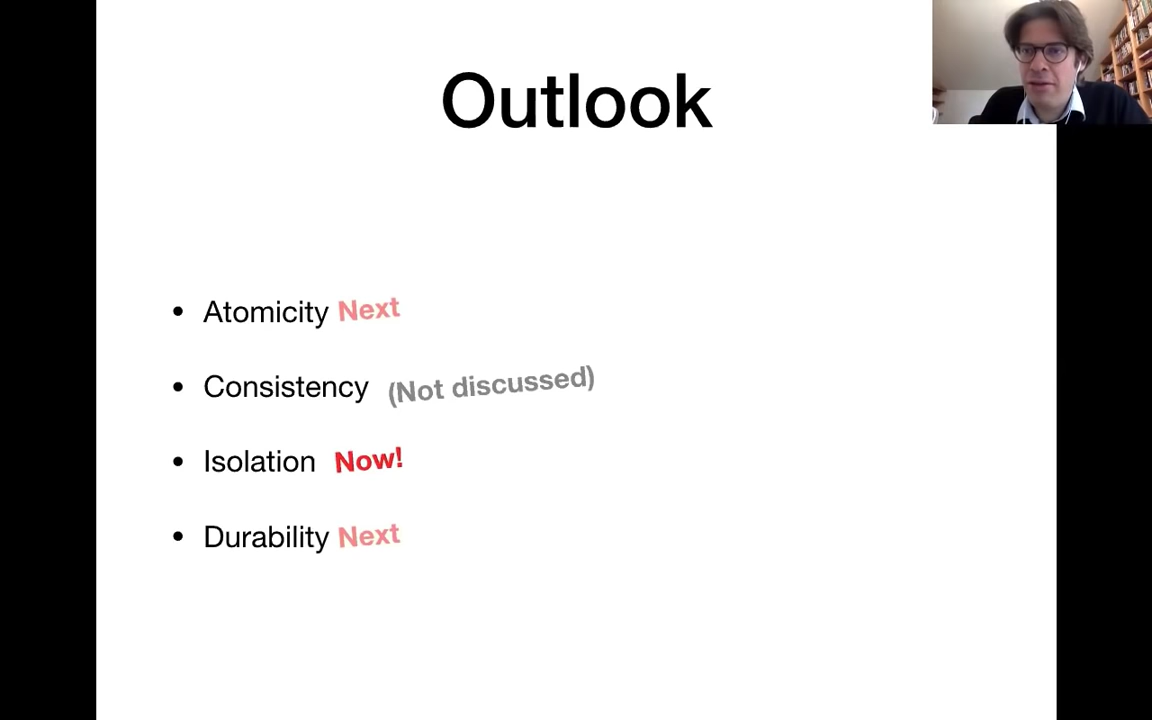 Outlook
• Atomicity Next
• Consistency (Not discussed)
• Isolation Now!
• Durability Next